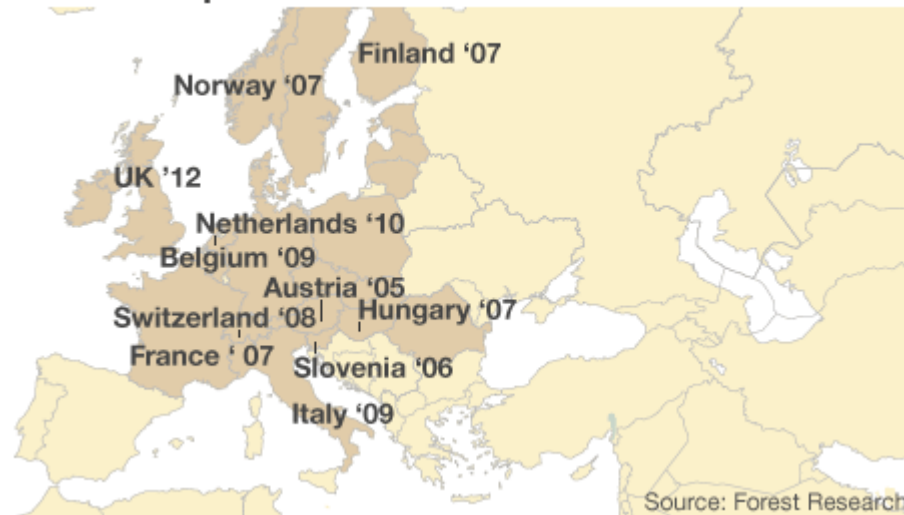 Finland ‘07
Norway ‘07
UK ’12
Netherlands ‘10
Belgium ‘09
Austria ‘05
Hungary ‘07
Switzerland ‘08
France ‘ 07
Slovenia ‘06
Italy ‘09
Source: Forest Research